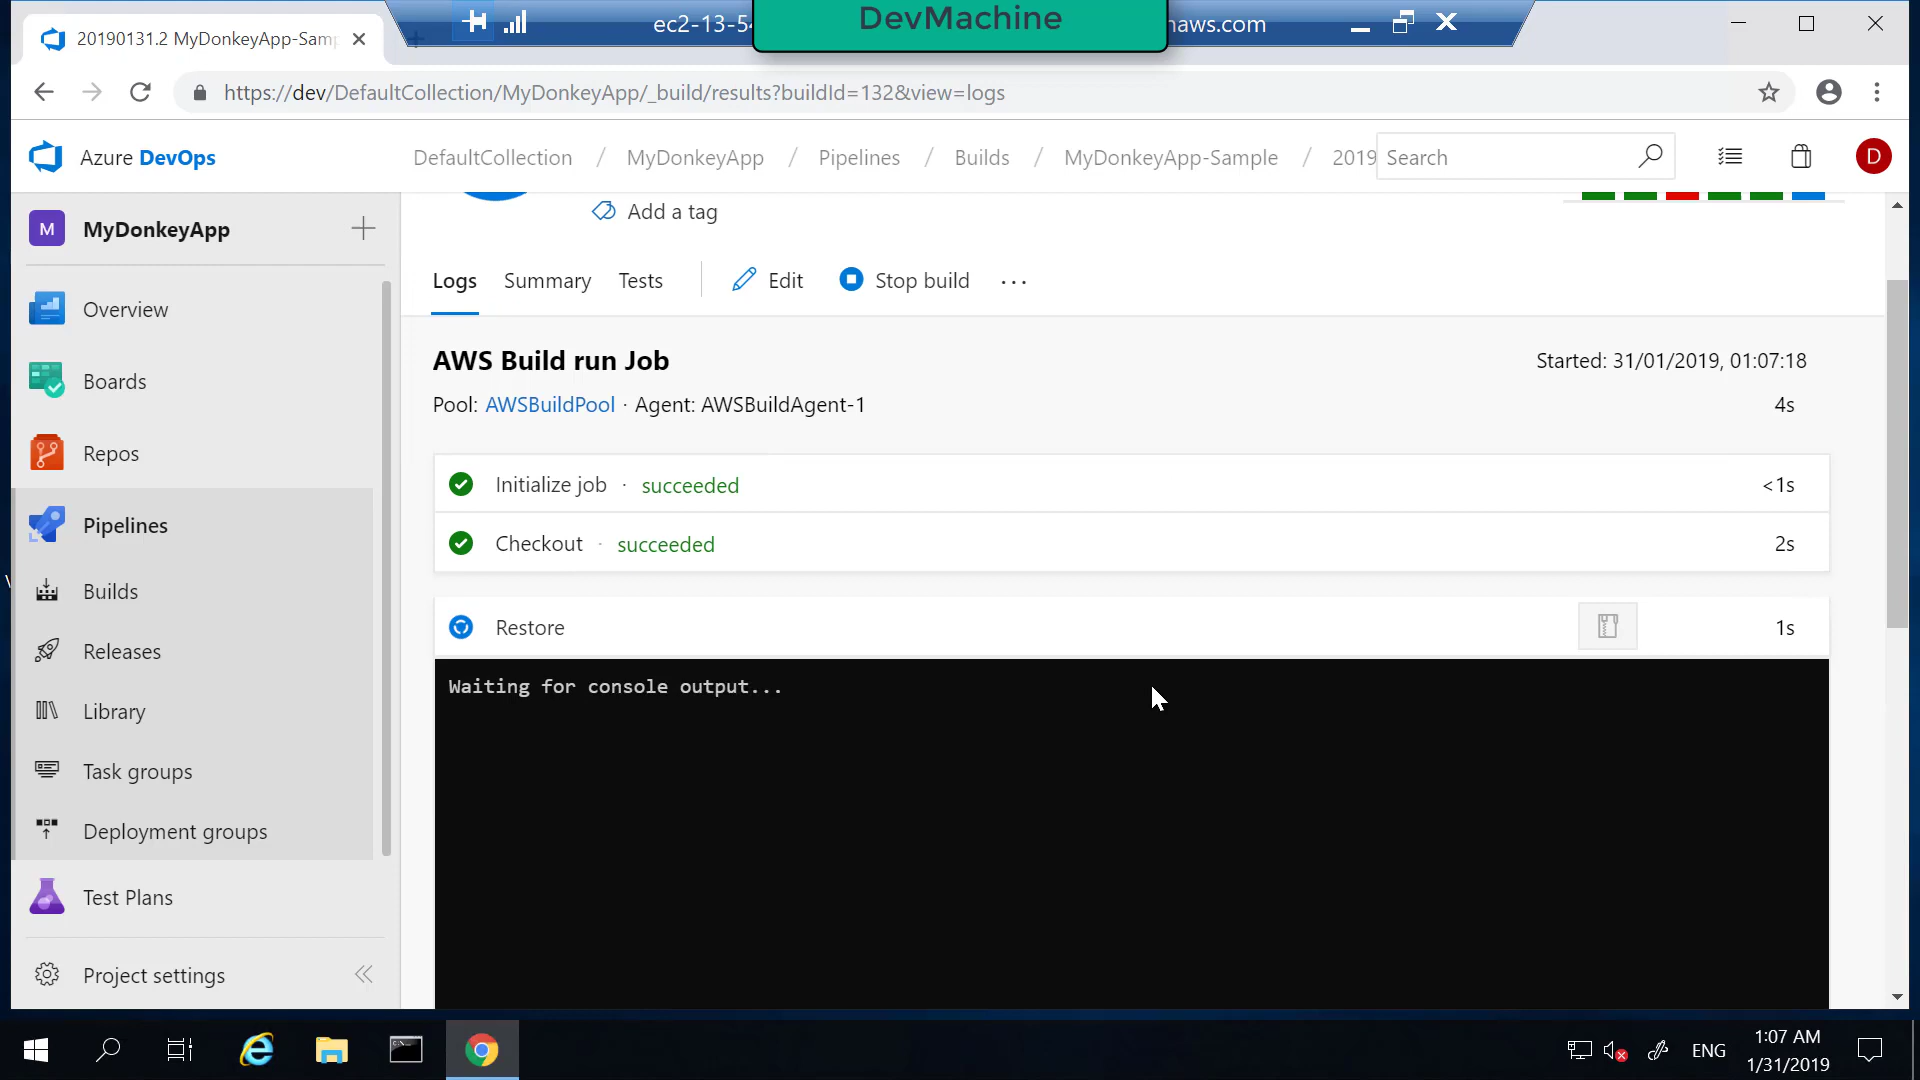 DevMachine
20190131.2 MyDonkeyApp-Sam
ec2-13-5
naws.com
https://dev/DefaultCollection/MyDonkeyApp/_build/results?buildId=132&view=logs
Azure DevOps
DefaultCollection / MyDonkeyApp / Pipelines / Builds / MyDonkeyApp-Sample / 2019
Search
D
M
MyDonkeyApp
Add a tag
Logs
Summary
Tests
Edit
Stop build
...
Overview
Boards
Repos
Pipelines
Builds
Releases
Library
Task groups
Deployment groups
Test Plans
Project settings
AWS Build run Job
Started: 31/01/2019, 01:07:18
Pool: AWSBuildPool · Agent: AWSBuildAgent-1
4s
Initialize job · succeeded
<1s
Checkout · succeeded
2s
Restore
1s
Waiting for console output...
ENG
1:07 AM
1/31/2019